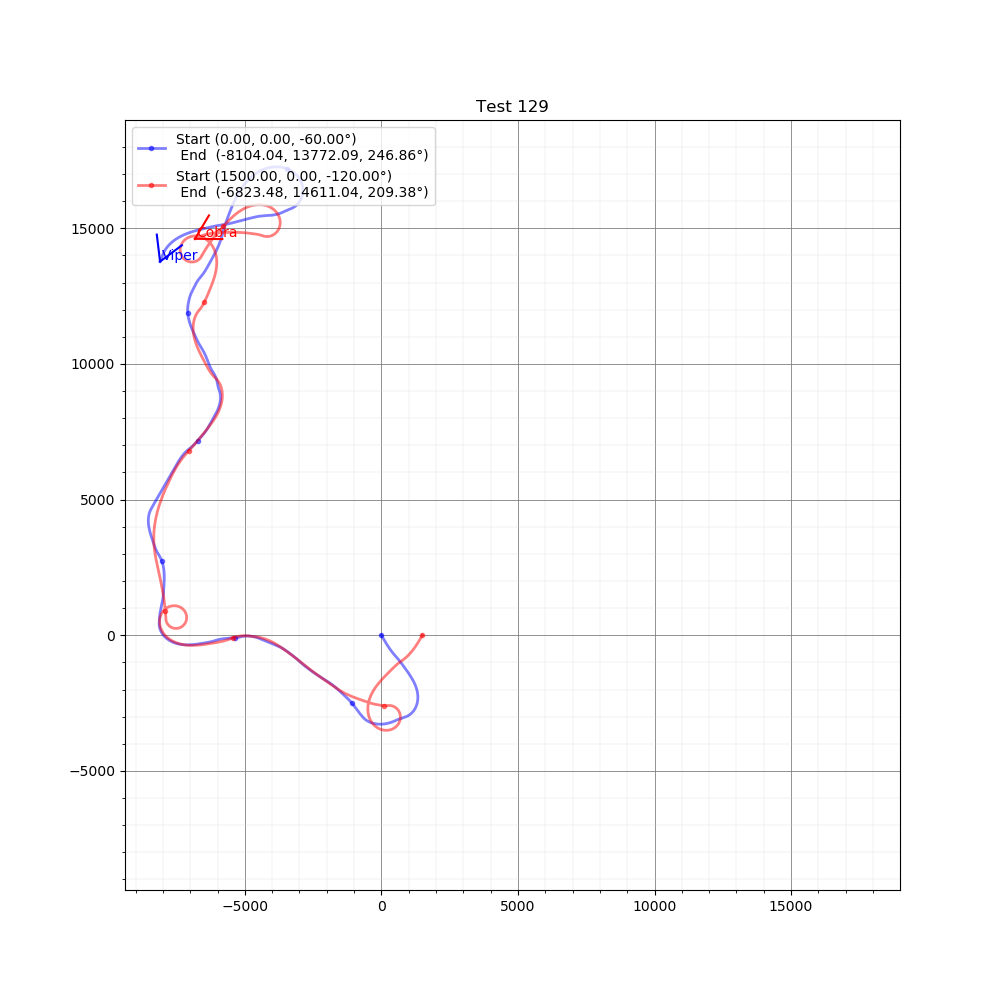 Test 129
Start (0.00, 0.00, -60.00°)
End (-8104.04, 13772.09, 246.86°)
Start (1500.00, 0.00, -120.00°)
End (-6823.48, 14611.04, 209.38°)
Cobra
Viper
15000
10000
5000
0
−5000
−5000
0
5000
10000
15000